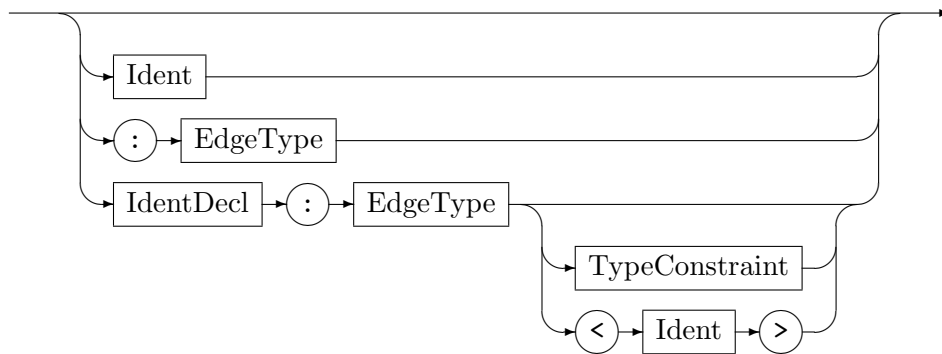 Ident
: EdgeType
IdentDecl : EdgeType
TypeConstraint
< Ident >